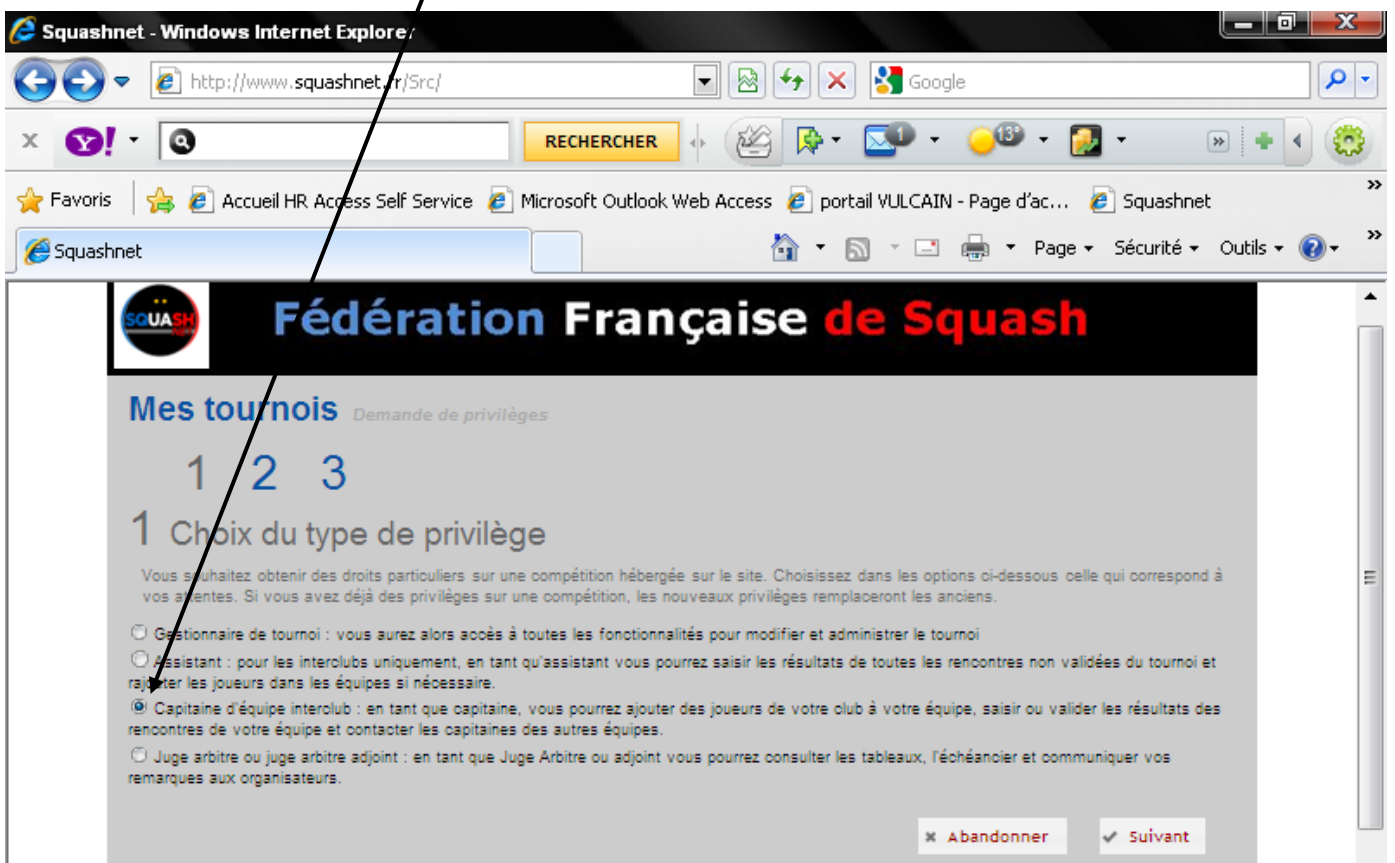 Squashnet - Windows Internet Explorer
http://www.squashnet.fr/Src/
Google
Y!
RECHERCHER
1
13°
Favoris
Accueil HR Access Self Service
Microsoft Outlook Web Access
portail VULCAIN - Page d'ac...
Squashnet
Squashnet
Page
Sécurité
Outils
SQUASH
Fédération Française de Squash
Mes tournois Demande de privilèges
1 2 3
1 Choix du type de privilège
Vous souhaitez obtenir des droits particuliers sur une compétition hébergée sur le site. Choisissez dans les options ci-dessous celle qui correspond à
vos attentes. Si vous avez déjà des privilèges sur une compétition, les nouveaux privilèges remplaceront les anciens.
Gestionnaire de tournoi : vous aurez alors accès à toutes les fonctionnalités pour modifier et administrer le tournoi
Assistant : pour les interclubs uniquement, en tant qu'assistant vous pourrez saisir les résultats de toutes les rencontres non validées du tournoi et
rajouter les joueurs dans les équipes si nécessaire.
Capitaine d'équipe interclub : en tant que capitaine, vous pourrez ajouter des joueurs de votre club à votre équipe, saisir ou valider les résultats des
rencontres de votre équipe et contacter les capitaines des autres équipes.
Juge arbitre ou juge arbitre adjoint : en tant que Juge Arbitre ou adjoint vous pourrez consulter les tableaux, l'échéancier et communiquer vos
remarques aux organisateurs.
Abandonner
Suivant